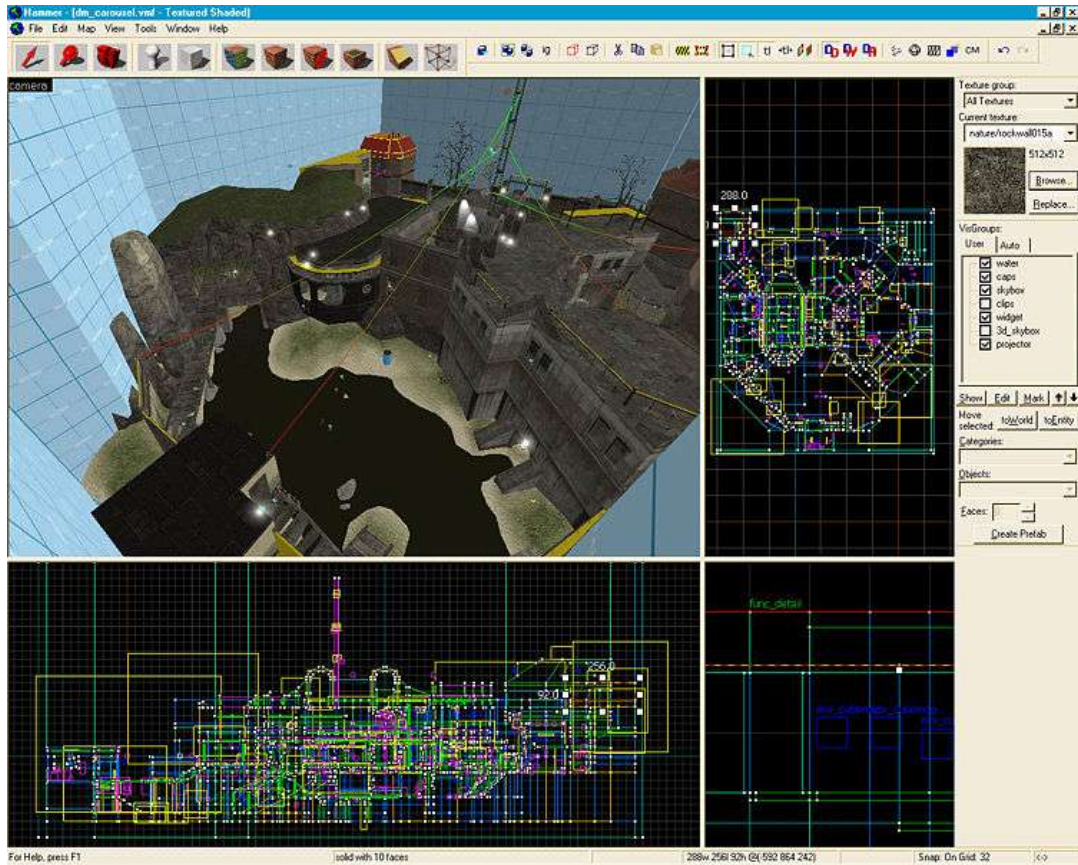 Hammer - [dm_carousel.vmf - Textured Shaded]
File Edit Map View Tools Window Help
camera
Texture group:
All Textures
Current texture:
nature/rockwall015a
512x512
Browse...
Replace...
VisGroups:
User Auto
water
caps
skybox
clips
widget
3d_skybox
projector
Show Edit Mark
Move selected: toWorld toEntity
Categories:
Objects:
Faces:
Create Prefab
288.0
256.0
92.0
func_detail
For Help, press F1
solid with 10 faces
288w 256l 92h @(-592 864 242)
Snap: On Grid: 32
<->